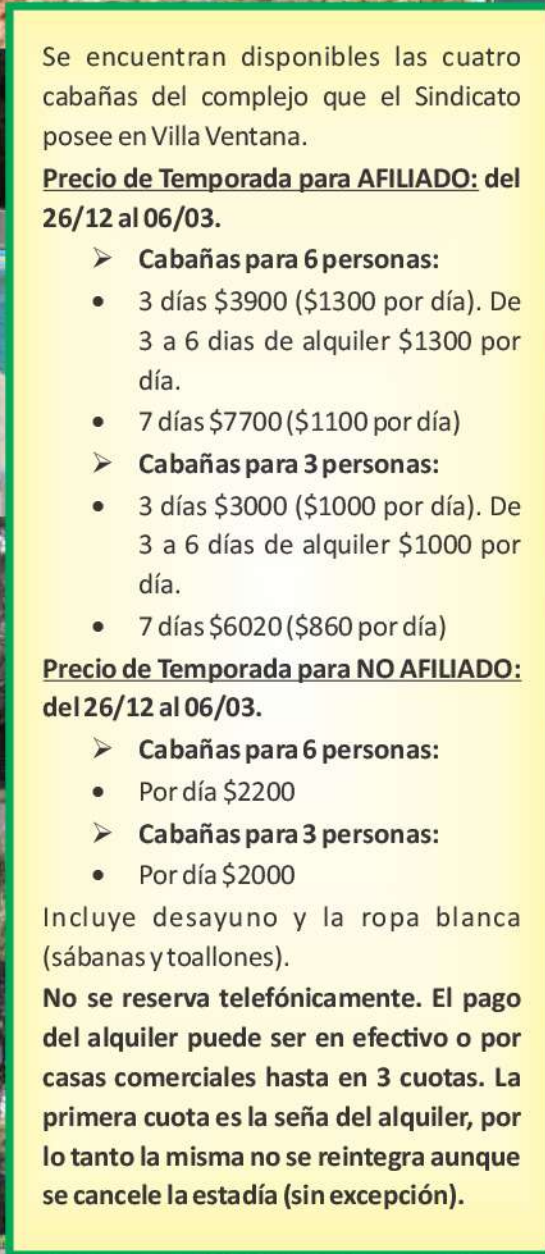 Se encuentran disponibles las cuatro
cabañas del complejo que el Sindicato
posee en Villa Ventana.
Precio de Temporada para AFILIADO: del
26/12 al 06/03.
➢ Cabañas para 6 personas:
• 3 días $3900 ($1300 por día). De
3 a 6 dias de alquiler $1300 por
día.
• 7 días $7700 ($1100 por día)
➢ Cabañas para 3 personas:
• 3 días $3000 ($1000 por día). De
3 a 6 días de alquiler $1000 por
día.
• 7 días $6020 ($860 por día)
Precio de Temporada para NO AFILIADO:
del 26/12 al 06/03.
➢ Cabañas para 6 personas:
• Por día $2200
➢ Cabañas para 3 personas:
• Por día $2000
Incluye desayuno y la ropa blanca
(sábanas y toallones).
No se reserva telefónicamente. El pago
del alquiler puede ser en efectivo o por
casas comerciales hasta en 3 cuotas. La
primera cuota es la seña del alquiler, por
lo tanto la misma no se reintegra aunque
se cancele la estadía (sin excepción).